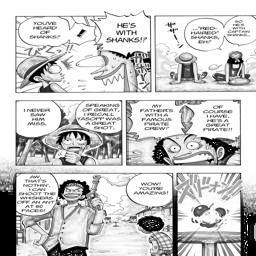 YOU'VE
HEARD
OF
SHANKS?
HE'S
WITH
SHANKS!?
..."RED-
HAIRED"
SHANKS,
EH?
SO
HE'S
WITH
CAPTAIN
SHANKS...
I NEVER
SAW
HIM
MISS.
SPEAKING
OF GREAT,
I RECALL
YASOPP WAS
A GREAT
SHOT.
MY
FATHER'S
WITH A
FAMOUS
PIRATE
CREW?
OF
COURSE
I HAVE,
HE'S A
GREAT
PIRATE!!
AW,
THAT'S
NOTHIN'.
I CAN
SHOOT THE
WHISKERS
OFF AN ANT
AT 60
PACES!
WOW!
YOU'RE
AMAZING!